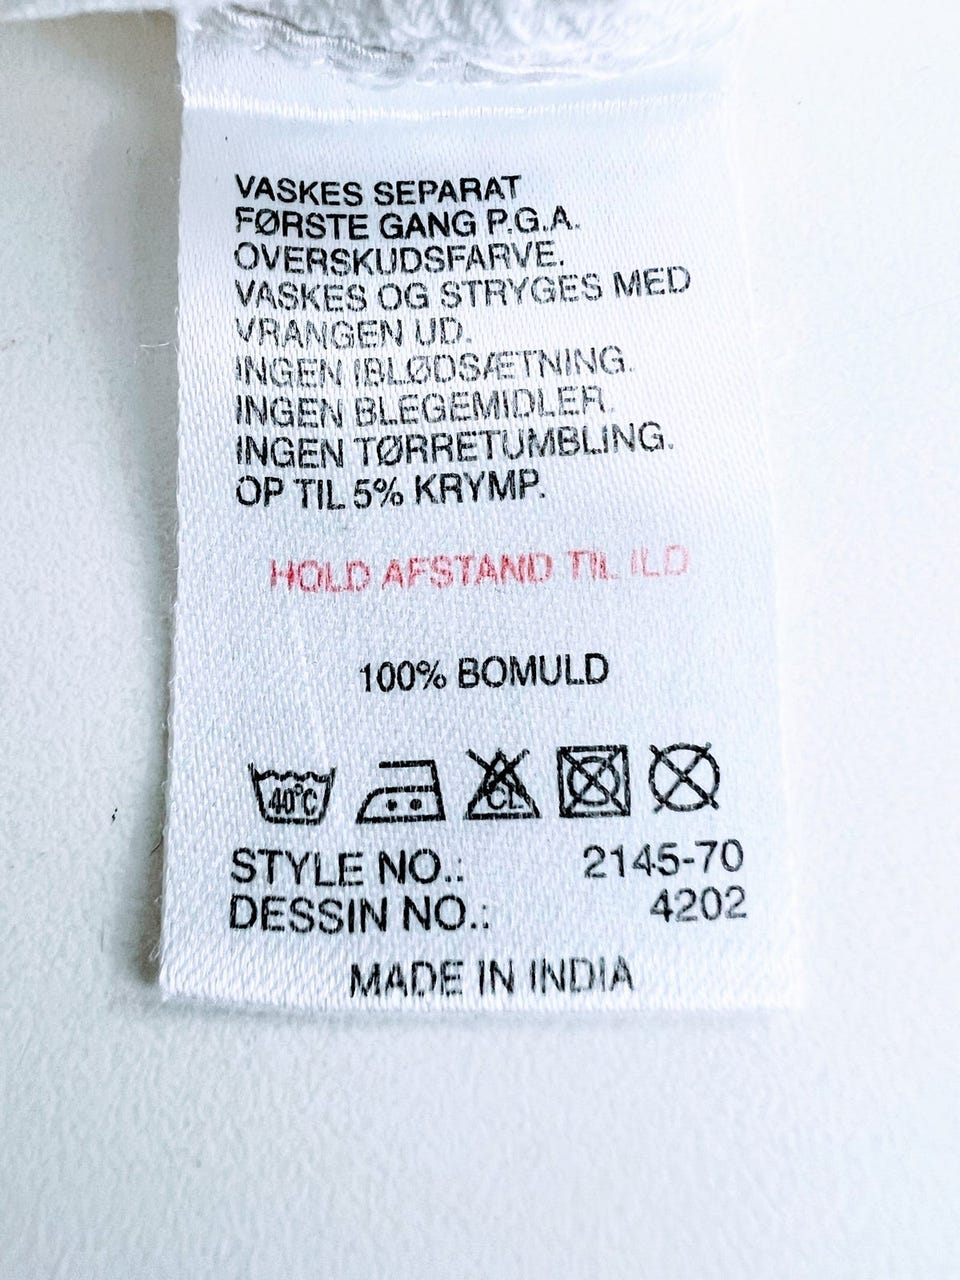 VASKES SEPARAT
FØRSTE GANG P.G.A.
OVERSKUDSFARVE.
VASKES OG STRYGES MED
VRANGEN UD.
INGEN IBLØDSÆTNING.
INGEN BLEGEMIDLER.
INGEN TØRRETUMBLING.
OP TIL 5% KRYMP.
HOLD AFSTAND TIL ILD
100% BOMULD
40°C CL
STYLE NO.: 2145-70
DESSIN NO.: 4202
MADE IN INDIA